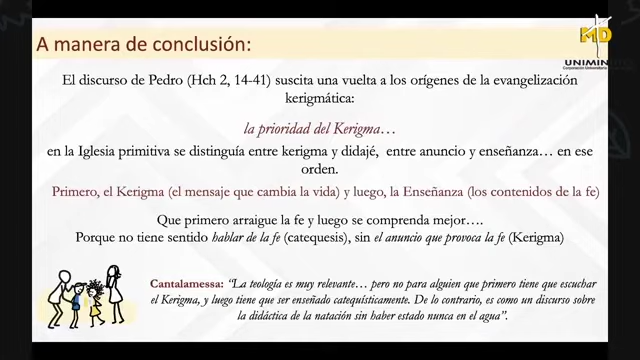 A manera de conclusión:
MD
UNIMIN
El discurso de Pedro (Hch 2, 14-41) suscita una vuelta a los orígenes de la evangelización
kerigmática:
la prioridad del Kerigma…
en la Iglesia primitiva se distinguía entre kerigma y didajé, entre anuncio y enseñanza… en ese
orden.
Primero, el Kerigma (el mensaje que cambia la vida) y luego, la Enseñanza (los contenidos de la fe)
Que primero arraigue la fe y luego se comprenda mejor….
Porque no tiene sentido hablar de la fe (catequesis), sin el anuncio que provoca la fe (Kerigma)
Cantalamessa: “La teología es muy relevante… pero no para alguien que primero tiene que escuchar
el Kerigma, y luego tiene que ser enseñado catequísticamente. De lo contrario, es como un discurso sobre
la didáctica de la natación sin haber estado nunca en el agua”.